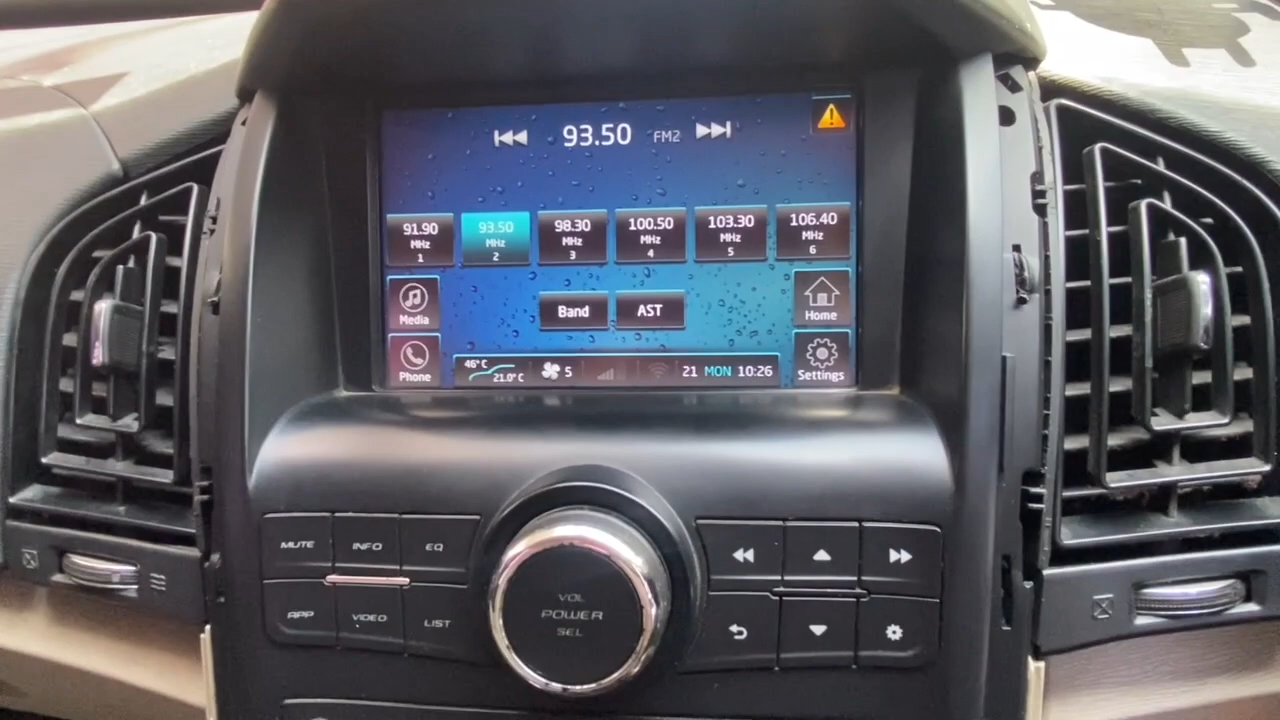 93.50 FM2
91.90 MHz 1
93.50 MHz 2
98.30 MHz 3
100.50 MHz 4
103.30 MHz 5
106.40 MHz 6
Media
Band
AST
Home
Phone
46°C
21.0°C
5
21 MON 10:26
Settings
MUTE
INFO
EQ
APP
VIDEO
LIST
VOL
POWER
SEL